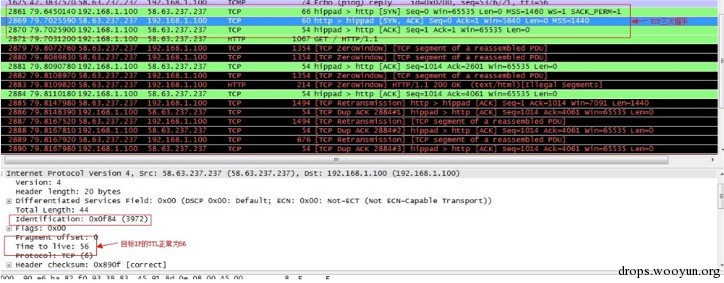 1625 42.3843720 58.63.237.237 192.168.1.100 ICMP 74 Echo (ping) reply id=0x0200, seq=5376/21, ttl=56
2861 79.6450140 192.168.1.100 58.63.237.237 TCP 66 hippad > http [SYN] Seq=0 Win=65535 Len=0 MSS=1460 WS=1 SACK_PERM=1
2869 79.7025590 58.63.237.237 192.168.1.100 TCP 60 http > hippad [SYN, ACK] Seq=0 Ack=1 Win=5840 Len=0 MSS=1440
TCP三次握手
2870 79.7025900 192.168.1.100 58.63.237.237 TCP 54 hippad > http [ACK] Seq=1 Ack=1 Win=65535 Len=0
2871 79.7031200 192.168.1.100 58.63.237.237 HTTP 1067 GET / HTTP/1.1
2879 79.8072760 58.63.237.237 192.168.1.100 TCP 1354 [TCP ZeroWindow] [TCP segment of a reassembled PDU]
2880 79.8089830 58.63.237.237 192.168.1.100 TCP 1354 [TCP ZeroWindow] [TCP segment of a reassembled PDU]
2881 79.8090780 192.168.1.100 58.63.237.237 TCP 54 hippad > http [ACK] Seq=1014 Ack=2601 Win=65535 Len=0
2882 79.8108970 58.63.237.237 192.168.1.100 TCP 1354 [TCP ZeroWindow] [TCP segment of a reassembled PDU]
2883 79.8109820 58.63.237.237 192.168.1.100 HTTP 214 [TCP ZeroWindow] HTTP/1.1 200 OK (text/html)[Illegal Segments]
2884 79.8110180 192.168.1.100 58.63.237.237 TCP 54 hippad > http [ACK] Seq=1014 Ack=4061 Win=65535 Len=0
2885 79.8147980 58.63.237.237 192.168.1.100 TCP 1494 [TCP Retransmission] http > hippad [ACK] Seq=1 Ack=1014 Win=7091 Len=1440
2886 79.8148390 192.168.1.100 58.63.237.237 TCP 54 [TCP Dup ACK 2884#1] hippad > http [ACK] Seq=1014 Ack=4061 Win=65535 Len=0
2887 79.8167520 58.63.237.237 192.168.1.100 TCP 1494 [TCP Retransmission] [TCP segment of a reassembled PDU]
2888 79.8167810 192.168.1.100 58.63.237.237 TCP 54 [TCP Dup ACK 2884#2] hippad > http [ACK] Seq=1014 Ack=4061 Win=65535 Len=0
2889 79.8167920 58.63.237.237 192.168.1.100 TCP 676 [TCP Retransmission] [TCP segment of a reassembled PDU]
2890 79.8167980 192.168.1.100 58.63.237.237 TCP 54 [TCP Dup ACK 2884#3] hippad > http [ACK] Seq=1014 Ack=4061 Win=65535 Len=0
Internet Protocol Version 4, Src: 58.63.237.237 (58.63.237.237), Dst: 192.168.1.100 (192.168.1.100)
Version: 4
Header length: 20 bytes
Differentiated Services Field: 0x00 (DSCP 0x00: Default; ECN: 0x00: Not-ECT (Not ECN-Capable Transport))
Total Length: 44
Identification: 0x0f84 (3972)
Flags: 0x00
Fragment offset: 0
Time to live: 56
目标IP的TTL正常为56
Protocol: TCP (6)
Header checksum: 0x890f [correct]
drops.wooyun.org